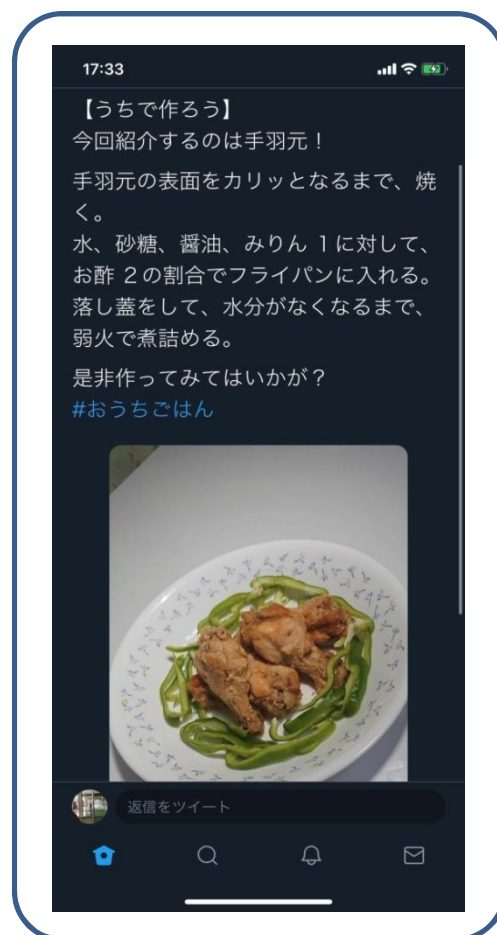 17:33
【うちで作ろう】
今回紹介するのは手羽元！
手羽元の表面をカリッとなるまで、焼
く。
水、砂糖、醤油、みりん 1に対して、
お酢 2の割合でフライパンに入れる。
落し蓋をして、水分がなくなるまで、
弱火で煮詰める。
是非作ってみてはいかが？
#おうちごはん
返信をツイート